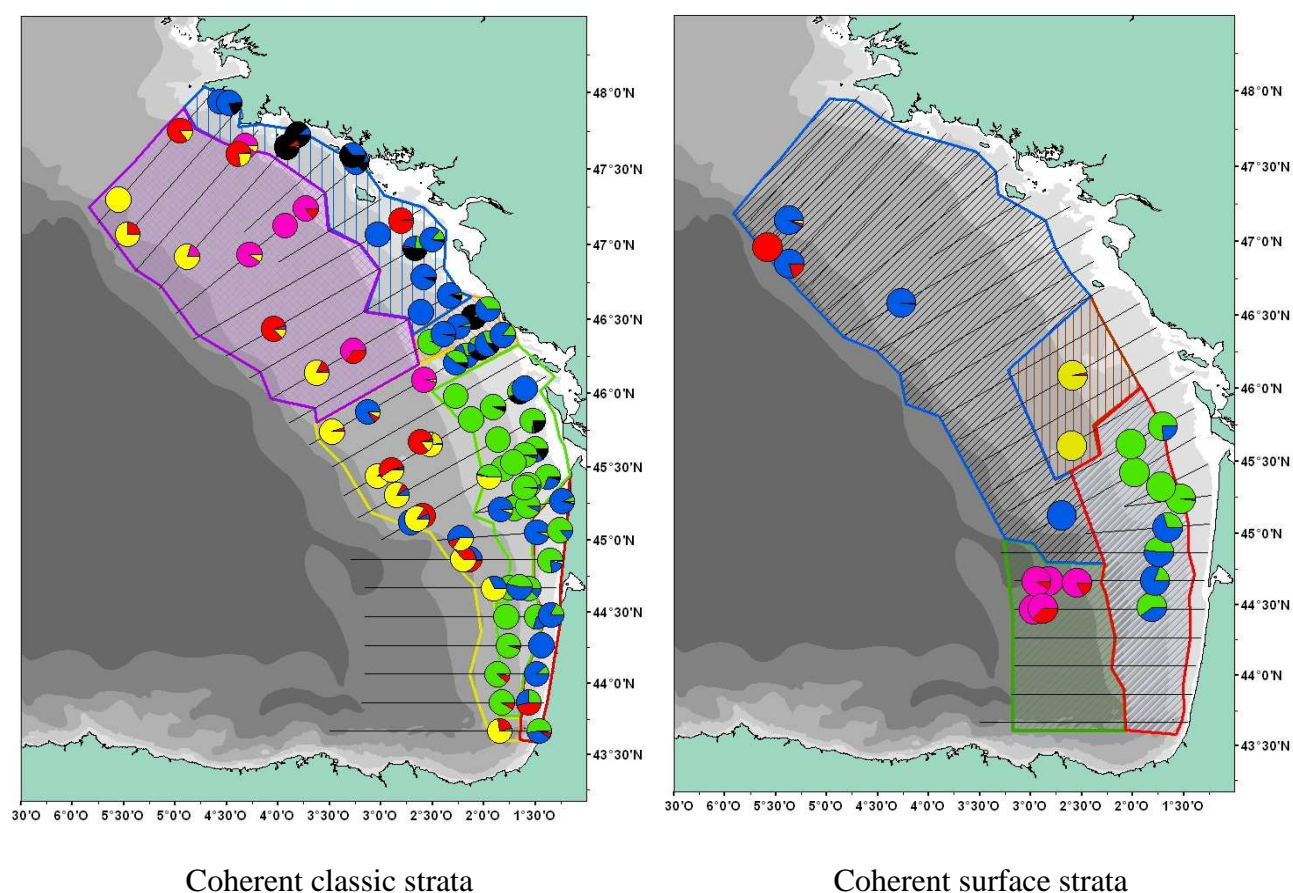 48°0'N
47°30'N
47°0'N
46°30'N
46°0'N
45°30'N
45°0'N
44°30'N
44°0'N
43°30'N
30'O 6°0'O 5°30'O 5°0'O 4°30'O 4°0'O 3°30'O 3°0'O 2°30'O 2°0'O 1°30'O
Coherent classic strata
48°0'N
47°30'N
47°0'N
46°30'N
46°0'N
45°30'N
45°0'N
44°30'N
44°0'N
43°30'N
30'O 6°0'O 5°30'O 5°0'O 4°30'O 4°0'O 3°30'O 3°0'O 2°30'O 2°0'O 1°30'O
Coherent surface strata